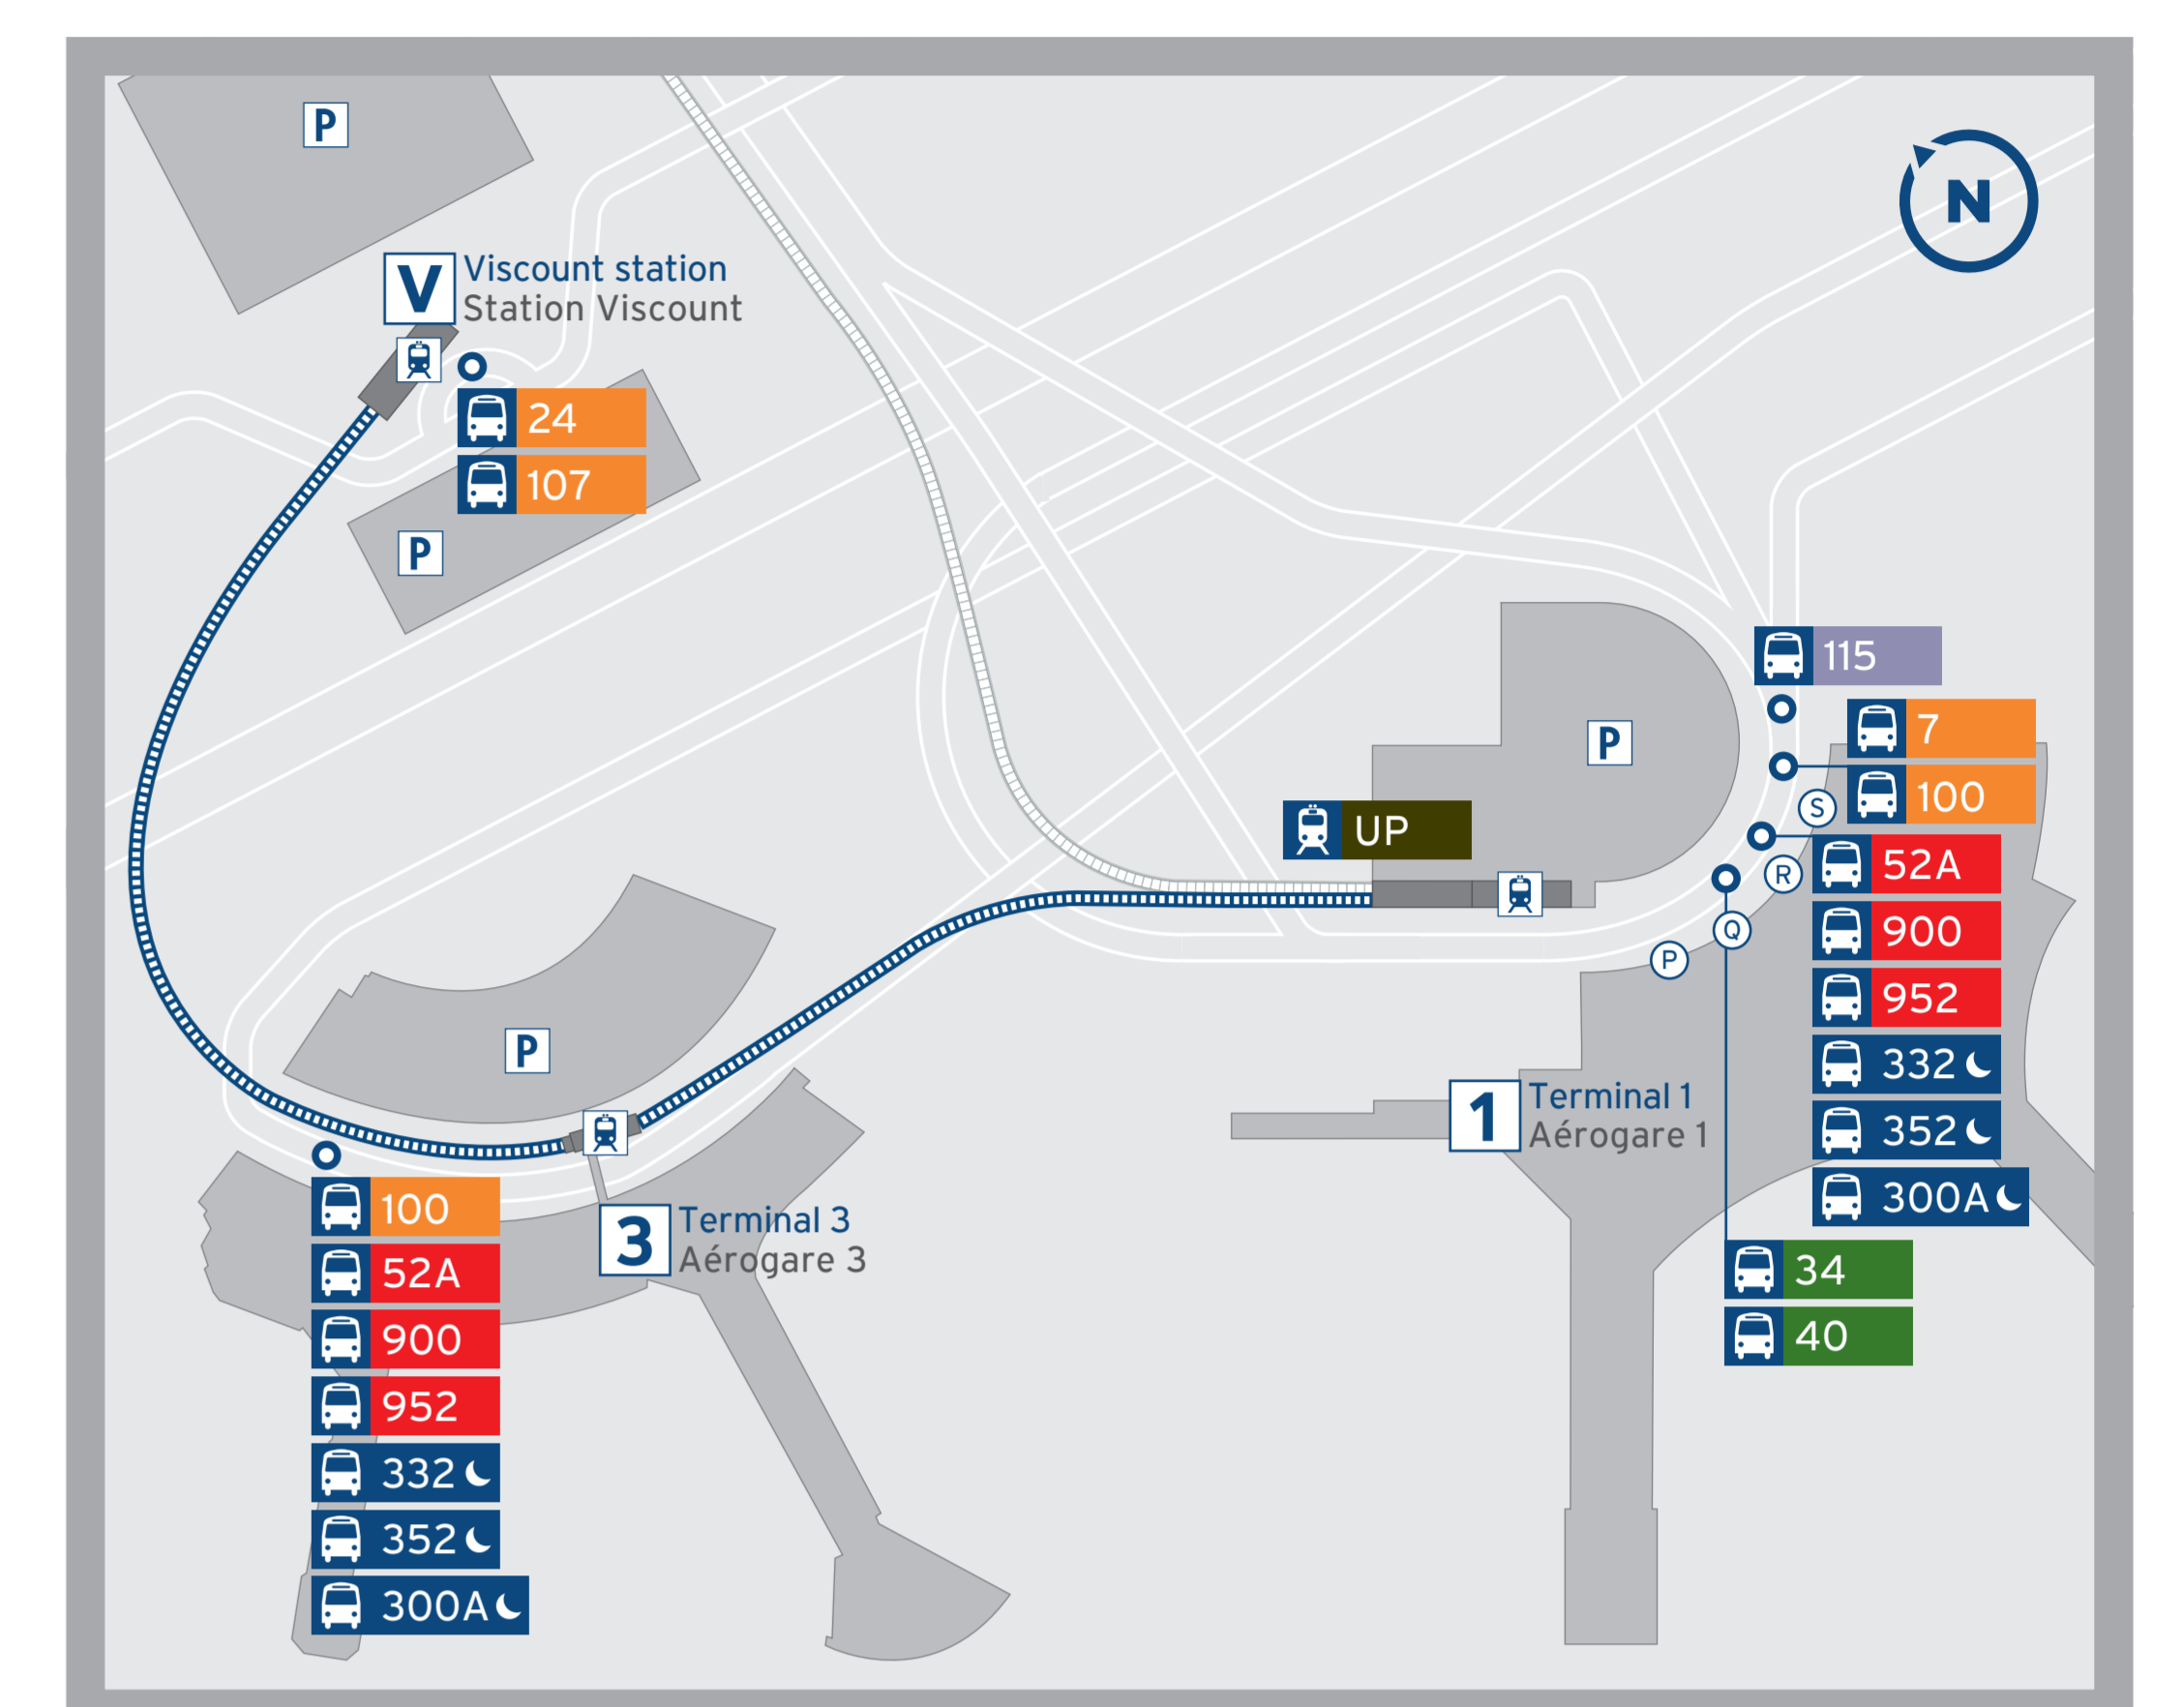 P
N
V
Viscount station
Station Viscount
24
107
P
115
7
P
100
S
UP
52A
R
900
Q
P
952
P
332
1
Terminal 1
Aérogare 1
352
300A
3
Terminal 3
Aérogare 3
34
40
100
52A
900
952
332
352
300A